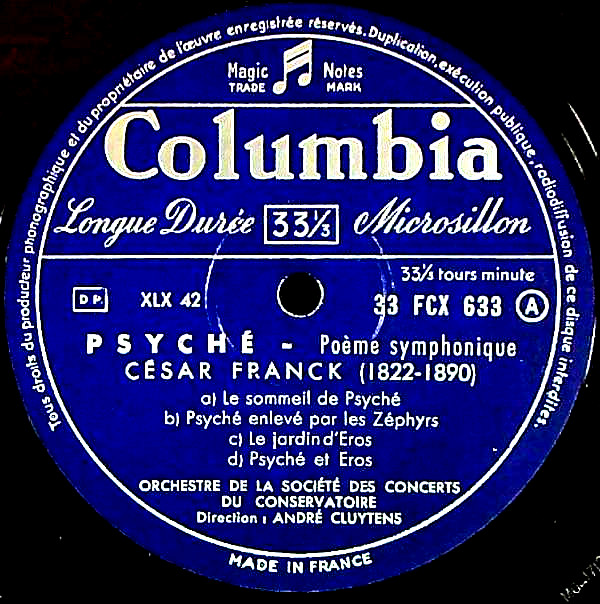 Tous droits du producteur phonographique et du propriétaire de l'œuvre enregistrée réservés. Duplication, exécution publique, radiodiffusion de ce disque interdites.
Magic Notes
TRADE MARK
Columbia
Longue Durée 33⅓ Microsillon
33⅓ tours minute
D P. XLX 42 33 FCX 633 A
PSYCHÉ - Poème symphonique
CÉSAR FRANCK (1822-1890)
a) Le sommeil de Psyché
b) Psyché enlevé par les Zéphyrs
c) Le jardin d'Eros
d) Psyché et Eros
ORCHESTRE DE LA SOCIÉTÉ DES CONCERTS
DU CONSERVATOIRE
Direction : ANDRÉ CLUYTENS
MADE IN FRANCE